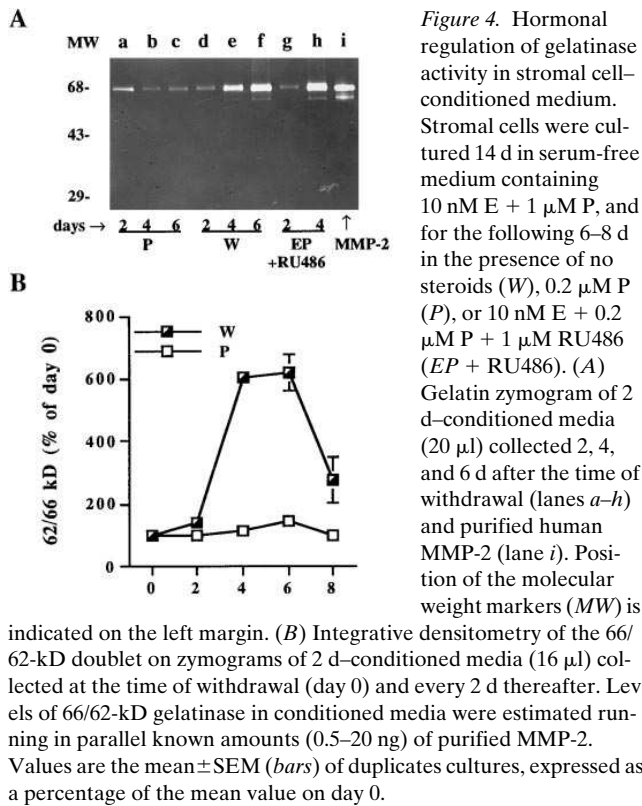 A
MW a b c d e f g h i
68-
43-
29-
days → 2 4 6 2 4 6 2 4 ↑
P W EP MMP-2
+RU486
B
800
600
400
200
0
62/66 kD (% of day 0)
W
P
0 2 4 6 8
Figure 4. Hormonal
regulation of gelatinase
activity in stromal cell–
conditioned medium.
Stromal cells were cul-
tured 14 d in serum-free
medium containing
10 nM E + 1 μM P, and
for the following 6–8 d
in the presence of no
steroids (W), 0.2 μM P
(P), or 10 nM E + 0.2
μM P + 1 μM RU486
(EP + RU486). (A)
Gelatin zymogram of 2
d–conditioned media
(20 μl) collected 2, 4,
and 6 d after the time of
withdrawal (lanes a–h)
and purified human
MMP-2 (lane i). Posi-
tion of the molecular
weight markers (MW) is
indicated on the left margin. (B) Integrative densitometry of the 66/
62-kD doublet on zymograms of 2 d–conditioned media (16 μl) col-
lected at the time of withdrawal (day 0) and every 2 d thereafter. Lev
els of 66/62-kD gelatinase in conditioned media were estimated run-
ning in parallel known amounts (0.5–20 ng) of purified MMP-2.
Values are the mean±SEM (bars) of duplicates cultures, expressed as
a percentage of the mean value on day 0.